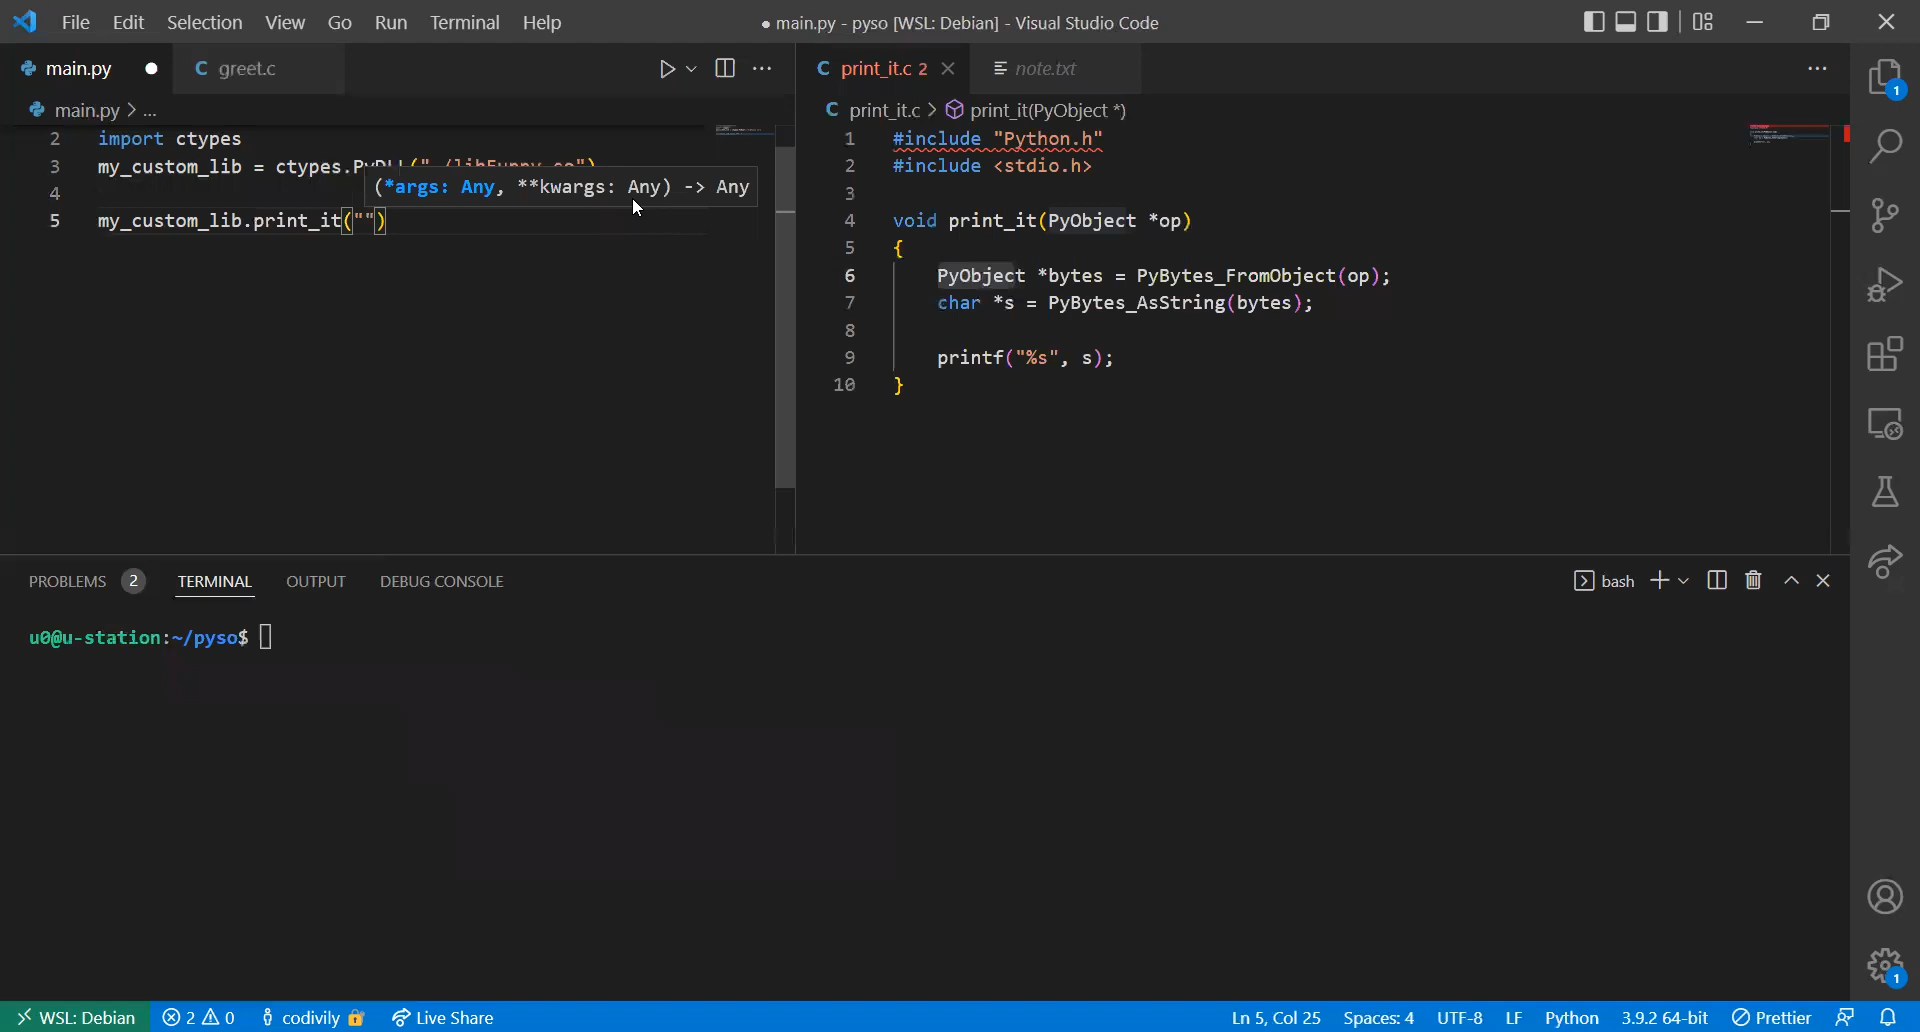 File Edit Selection View Go Run Terminal Help
● main.py - pyso [WSL: Debian] - Visual Studio Code
main.py ● C greet.c
main.py > ...
2 import ctypes
3 my_custom_lib = ctypes.PyDLL("./libFunny.so")
(*args: Any, **kwargs: Any) -> Any
4
5 my_custom_lib.print_it("")
C print_it.c 2 note.txt
C print_it.c > print_it(PyObject *)
1 #include "Python.h"
2 #include <stdio.h>
3
4 void print_it(PyObject *op)
5 {
6 PyObject *bytes = PyBytes_FromObject(op);
7 char *s = PyBytes_AsString(bytes);
8
9 printf("%s", s);
10 }
1
PROBLEMS 2 TERMINAL OUTPUT DEBUG CONSOLE
bash
u0@u-station:~/pyso$
1
WSL: Debian 2 0 codivily Live Share
Ln 5, Col 25 Spaces: 4 UTF-8 LF Python 3.9.2 64-bit Prettier